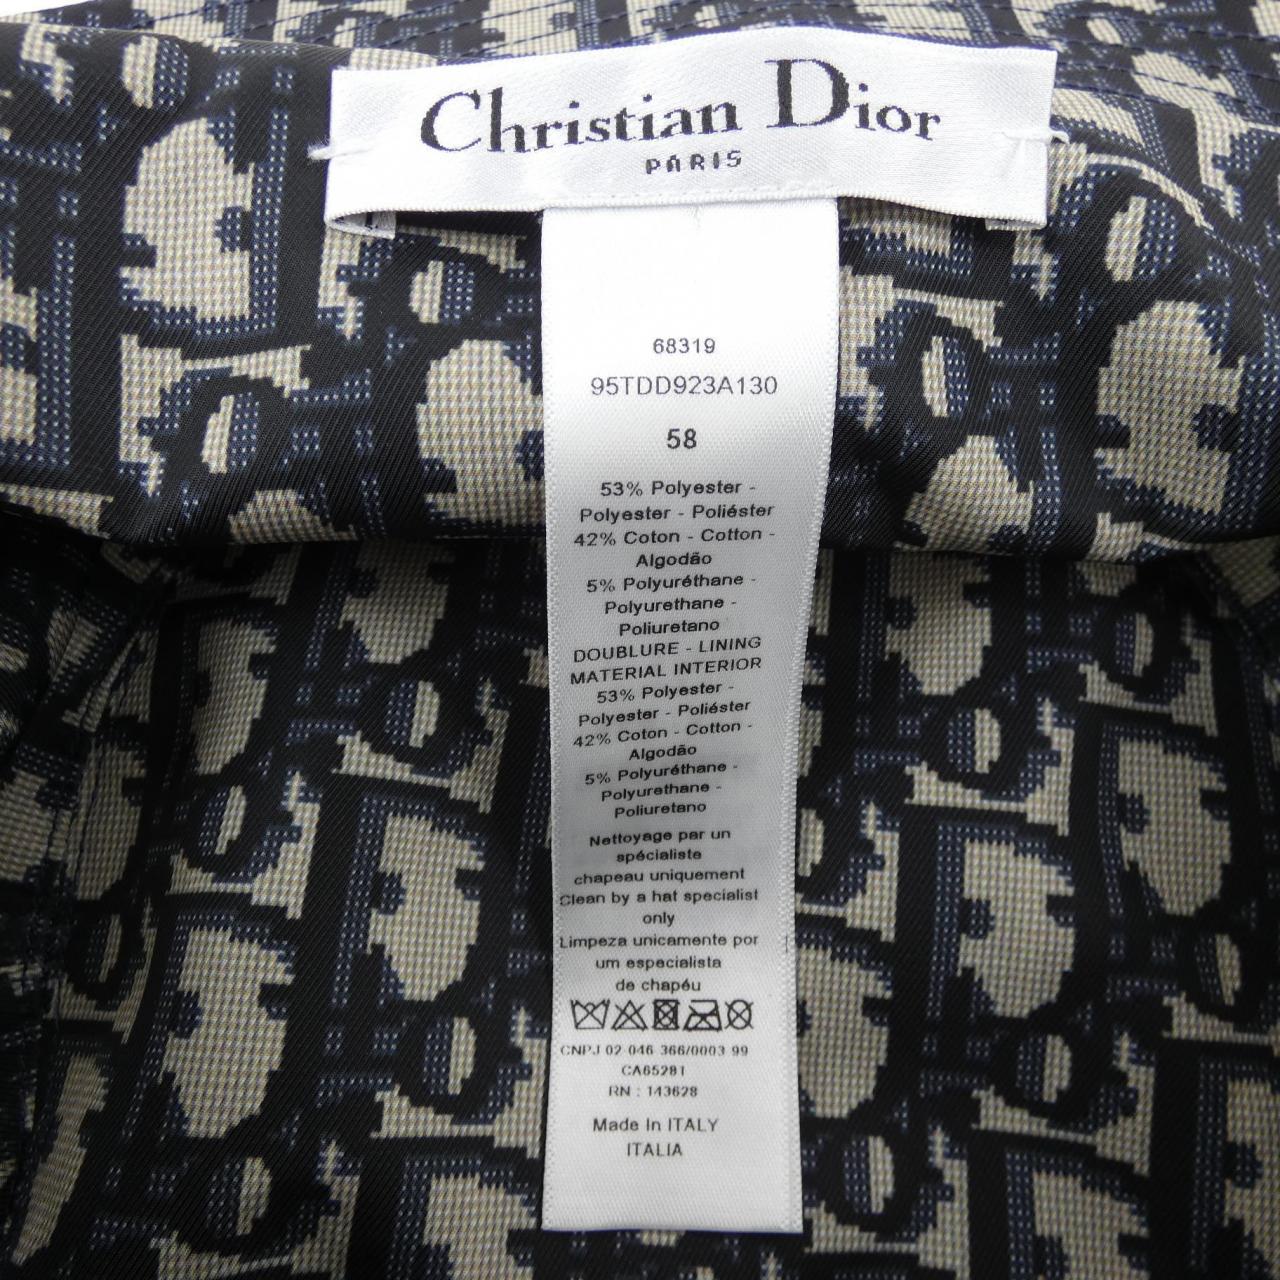 Christian Dior
PARIS
68319
95TDD923A130
58
53% Polyester -
Polyester - Poliéster
42% Coton - Cotton -
Algodão
5% Polyuréthane -
Polyurethane -
Poliuretano
DOUBLURE - LINING
MATERIAL INTERIOR
53% Polyester -
Polyester - Poliéster
42% Coton - Cotton -
Algodão
5% Polyuréthane -
Polyurethane -
Poliuretano
Nettoyage par un
spécialiste
chapeau uniquement
Clean by a hat specialist
only
Limpeza unicamente por
um especialista
de chapéu
CNPJ 02 046 366/0003 99
CA65281
RN : 143628
Made In ITALY
ITALIA